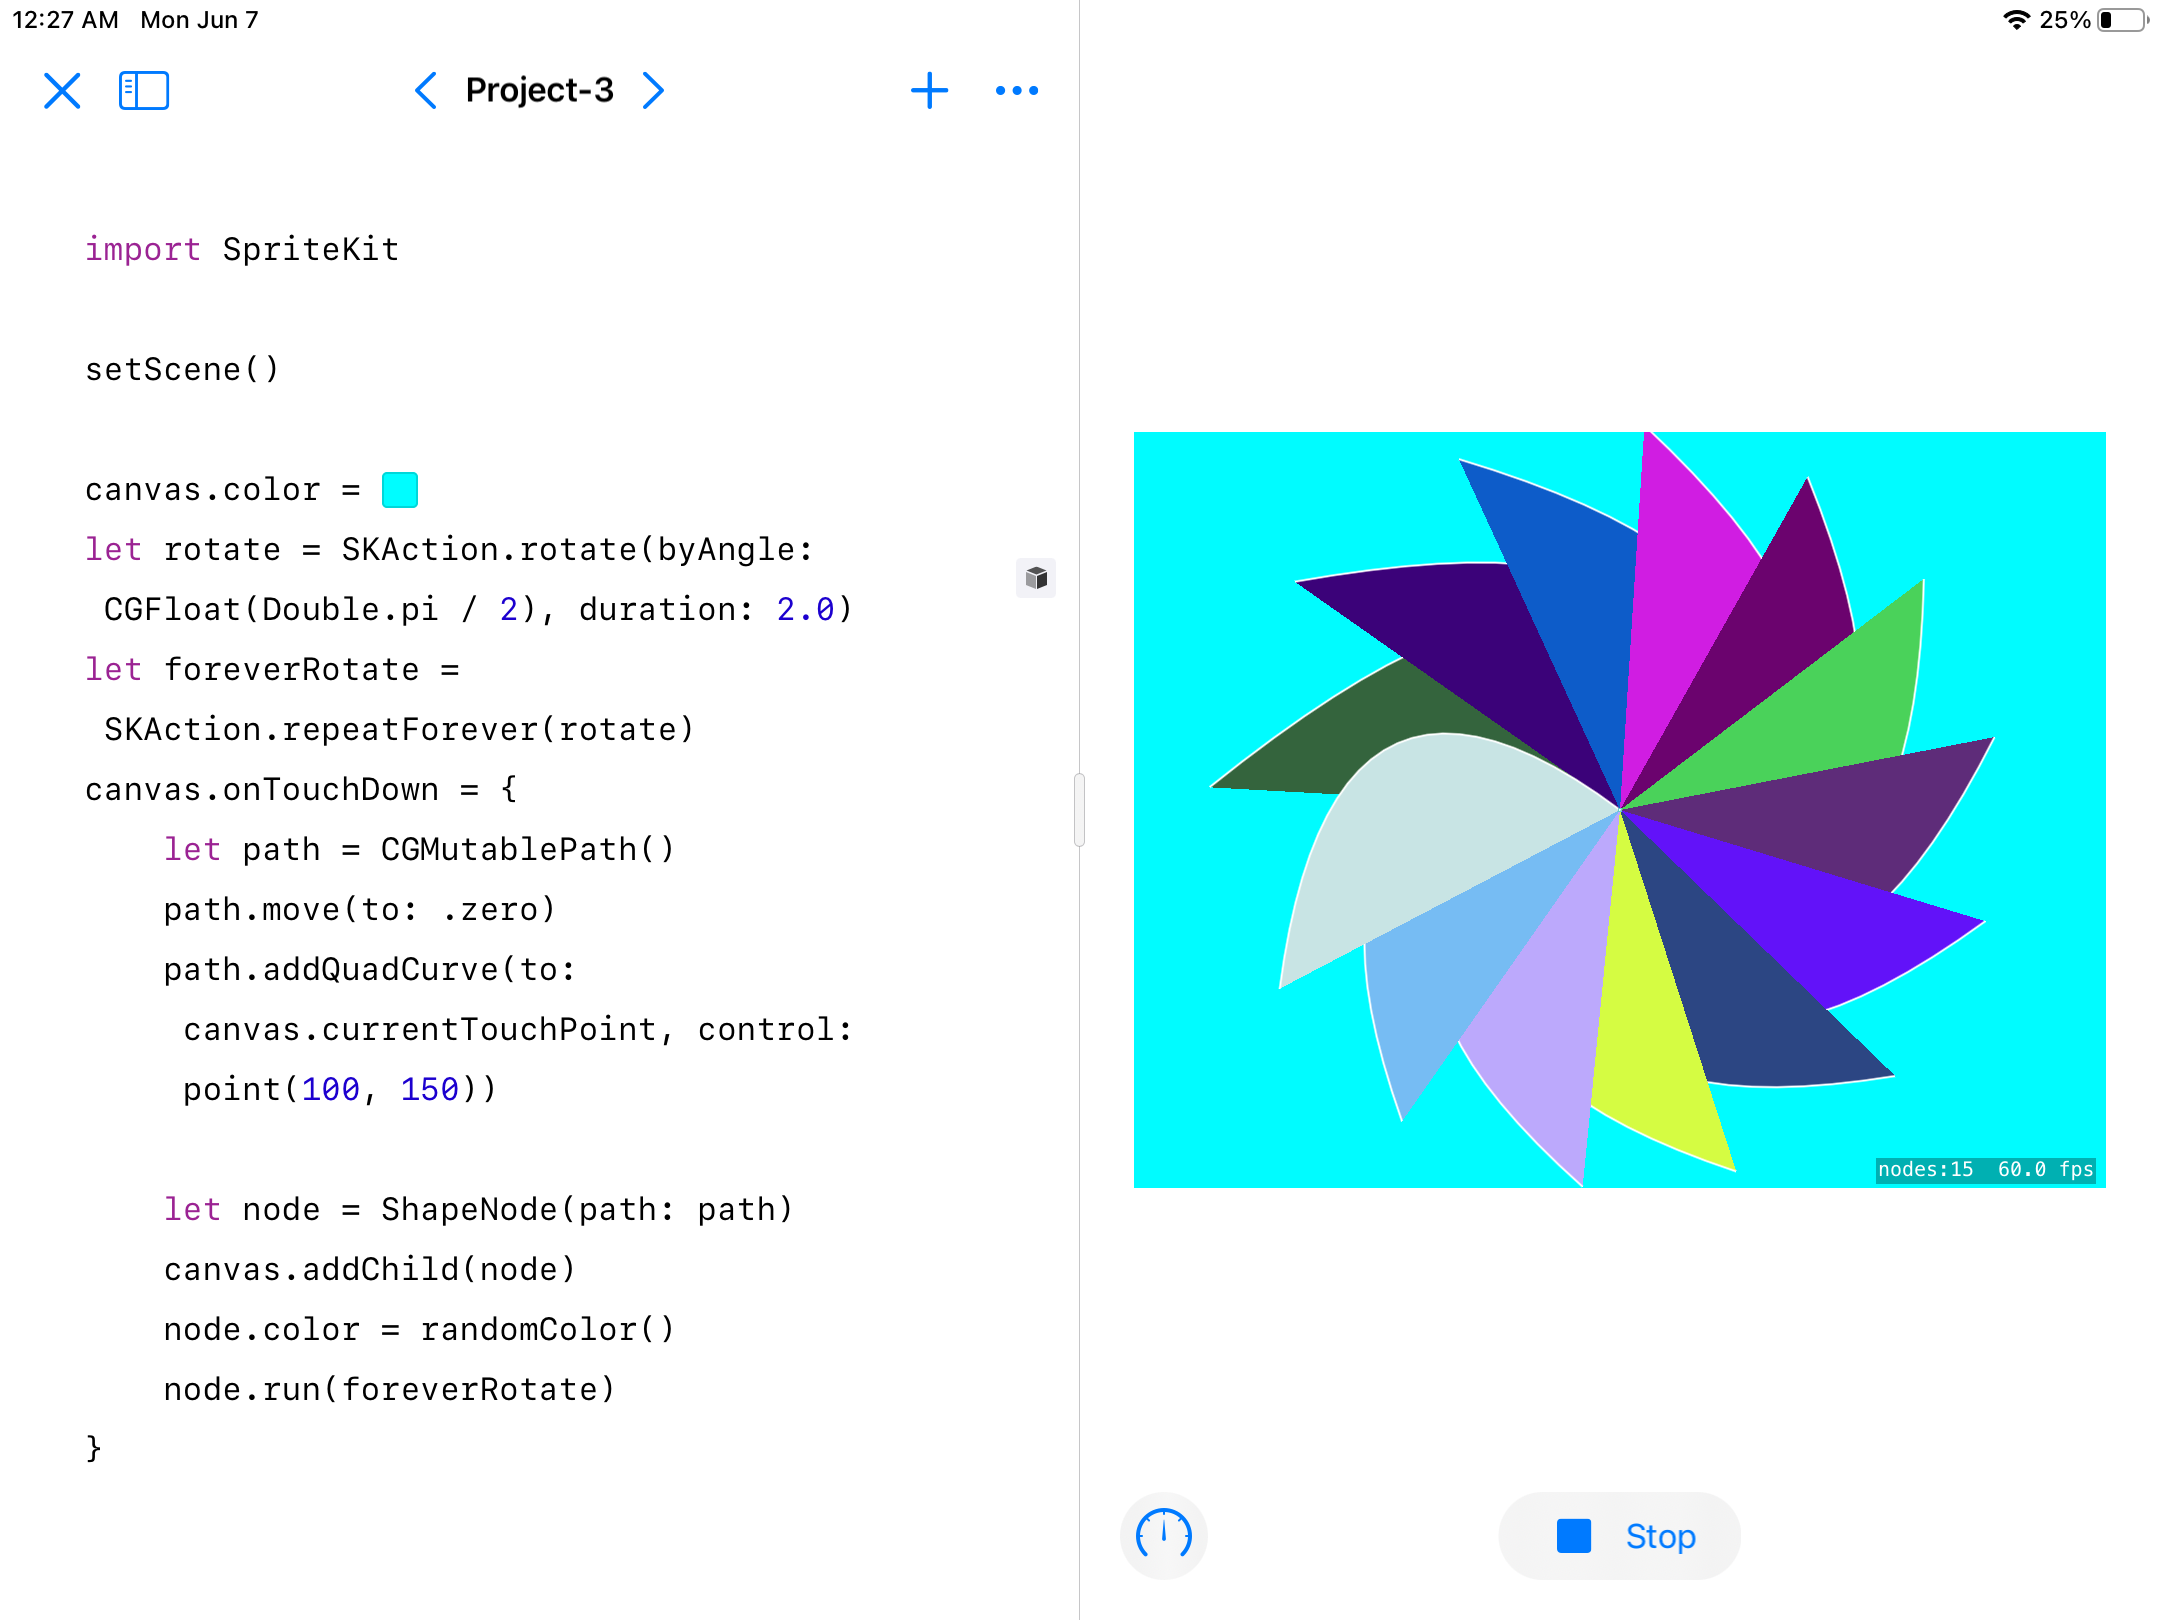 12:27 AM Mon Jun 7
25%
Project-3
import SpriteKit
setScene()
canvas.color =
let rotate = SKAction.rotate(byAngle:
CGFloat(Double.pi / 2), duration: 2.0)
let foreverRotate =
SKAction.repeatForever(rotate)
canvas.onTouchDown = {
let path = CGMutablePath()
path.move(to: .zero)
path.addQuadCurve(to:
canvas.currentTouchPoint, control:
point(100, 150))
let node = ShapeNode(path: path)
canvas.addChild(node)
node.color = randomColor()
node.run(foreverRotate)
}
nodes:15 60.0 fps
Stop